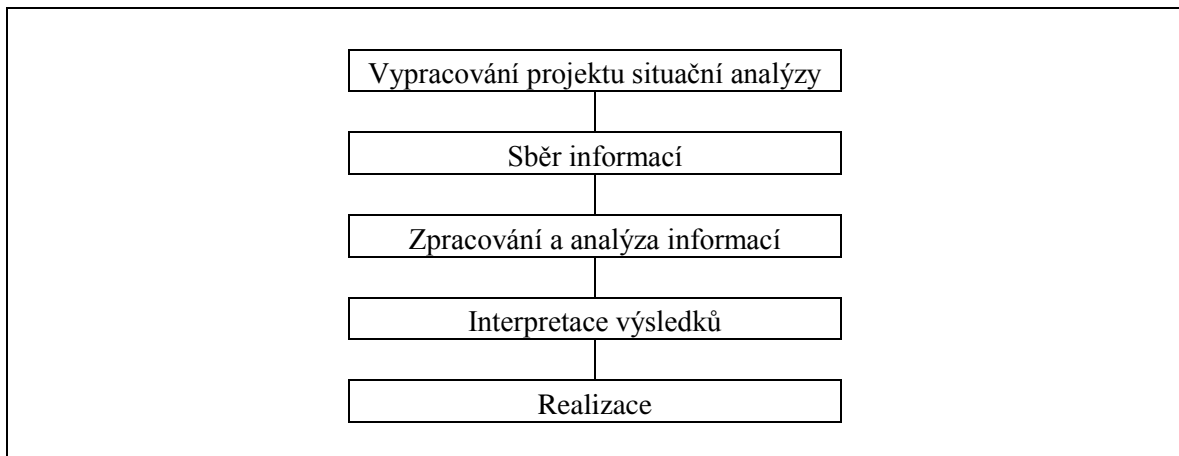 Vypracování projektu situační analýzy
Sběr informací
Zpracování a analýza informací
Interpretace výsledků
Realizace